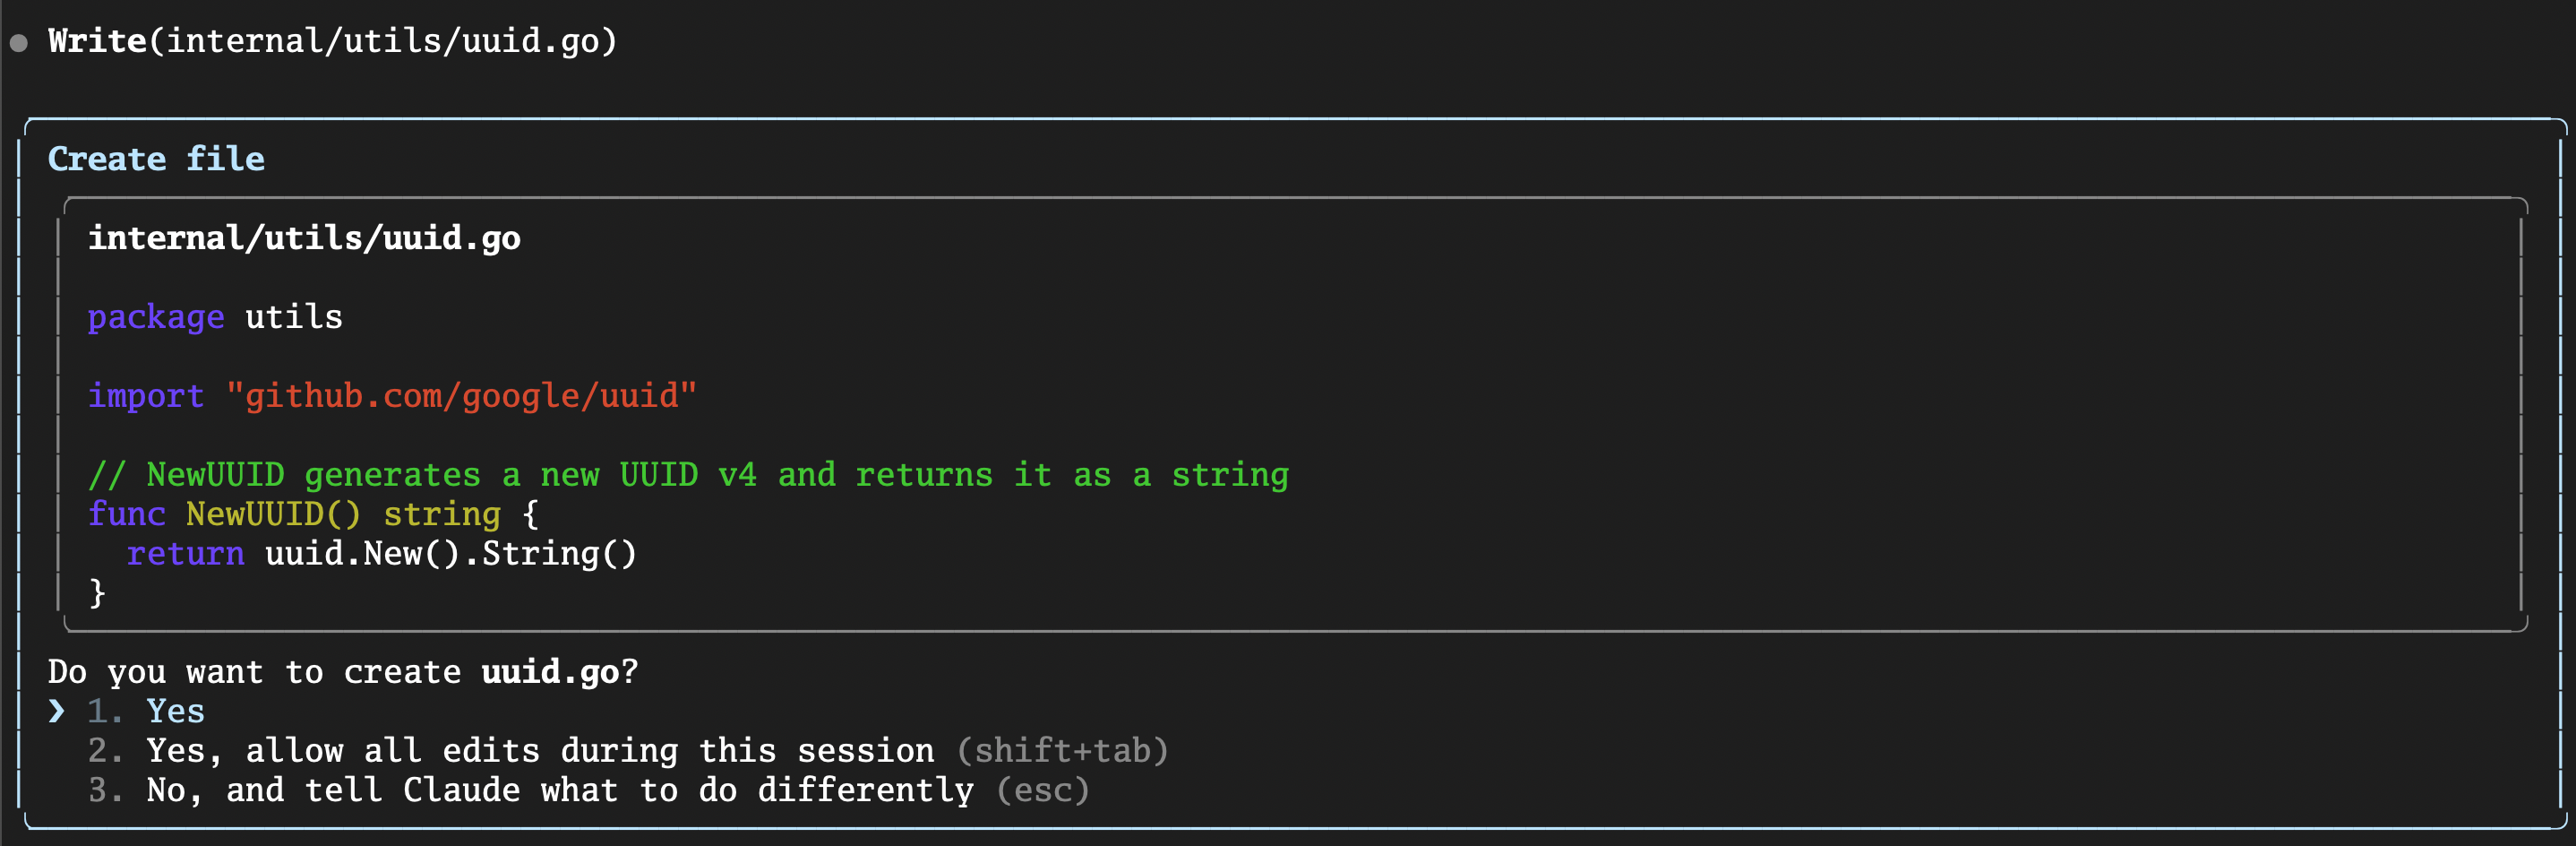 ● Write(internal/utils/uuid.go)
Create file
internal/utils/uuid.go
package utils
import "github.com/google/uuid"
// NewUUID generates a new UUID v4 and returns it as a string
func NewUUID() string {
  return uuid.New().String()
}
Do you want to create uuid.go?
❯ 1. Yes
  2. Yes, allow all edits during this session (shift+tab)
  3. No, and tell Claude what to do differently (esc)